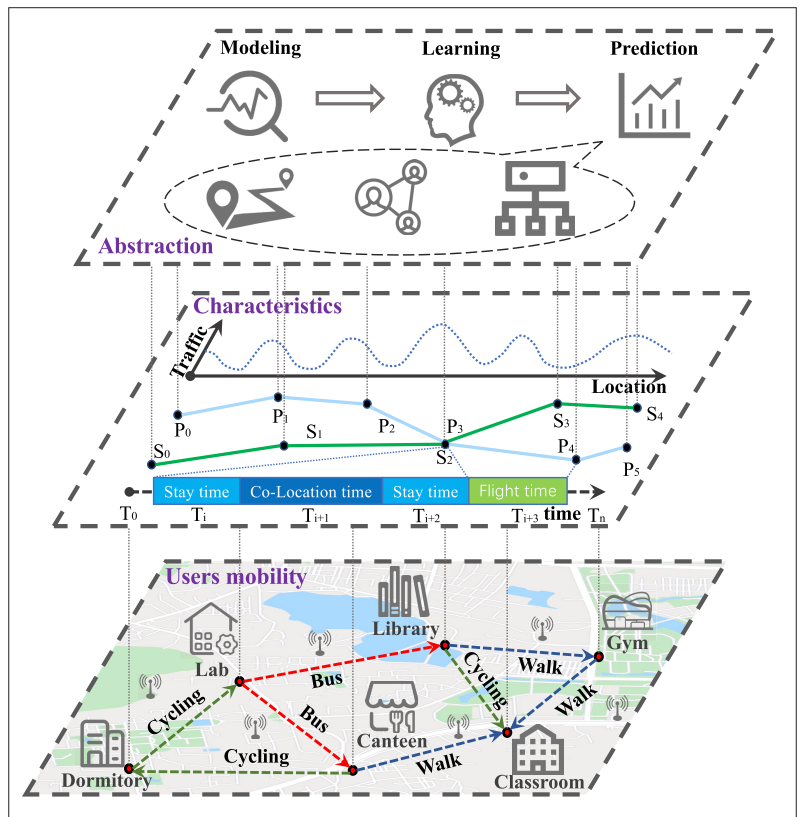 Modeling
Learning
Prediction
Abstraction
Characteristics
Traffic
Location
P0
P1
P2
P3
P4
P5
S0
S1
S2
S3
S4
Stay time
Co-Location time
Stay time
Flight time
T0
Ti
Ti+1
Ti+2
Ti+3
time
Tn
Users mobility
Library
Gym
Lab
Bus
Walk
Cycling
Cycling
Walk
Bus
Canteen
Cycling
Walk
Dormitory
Classroom